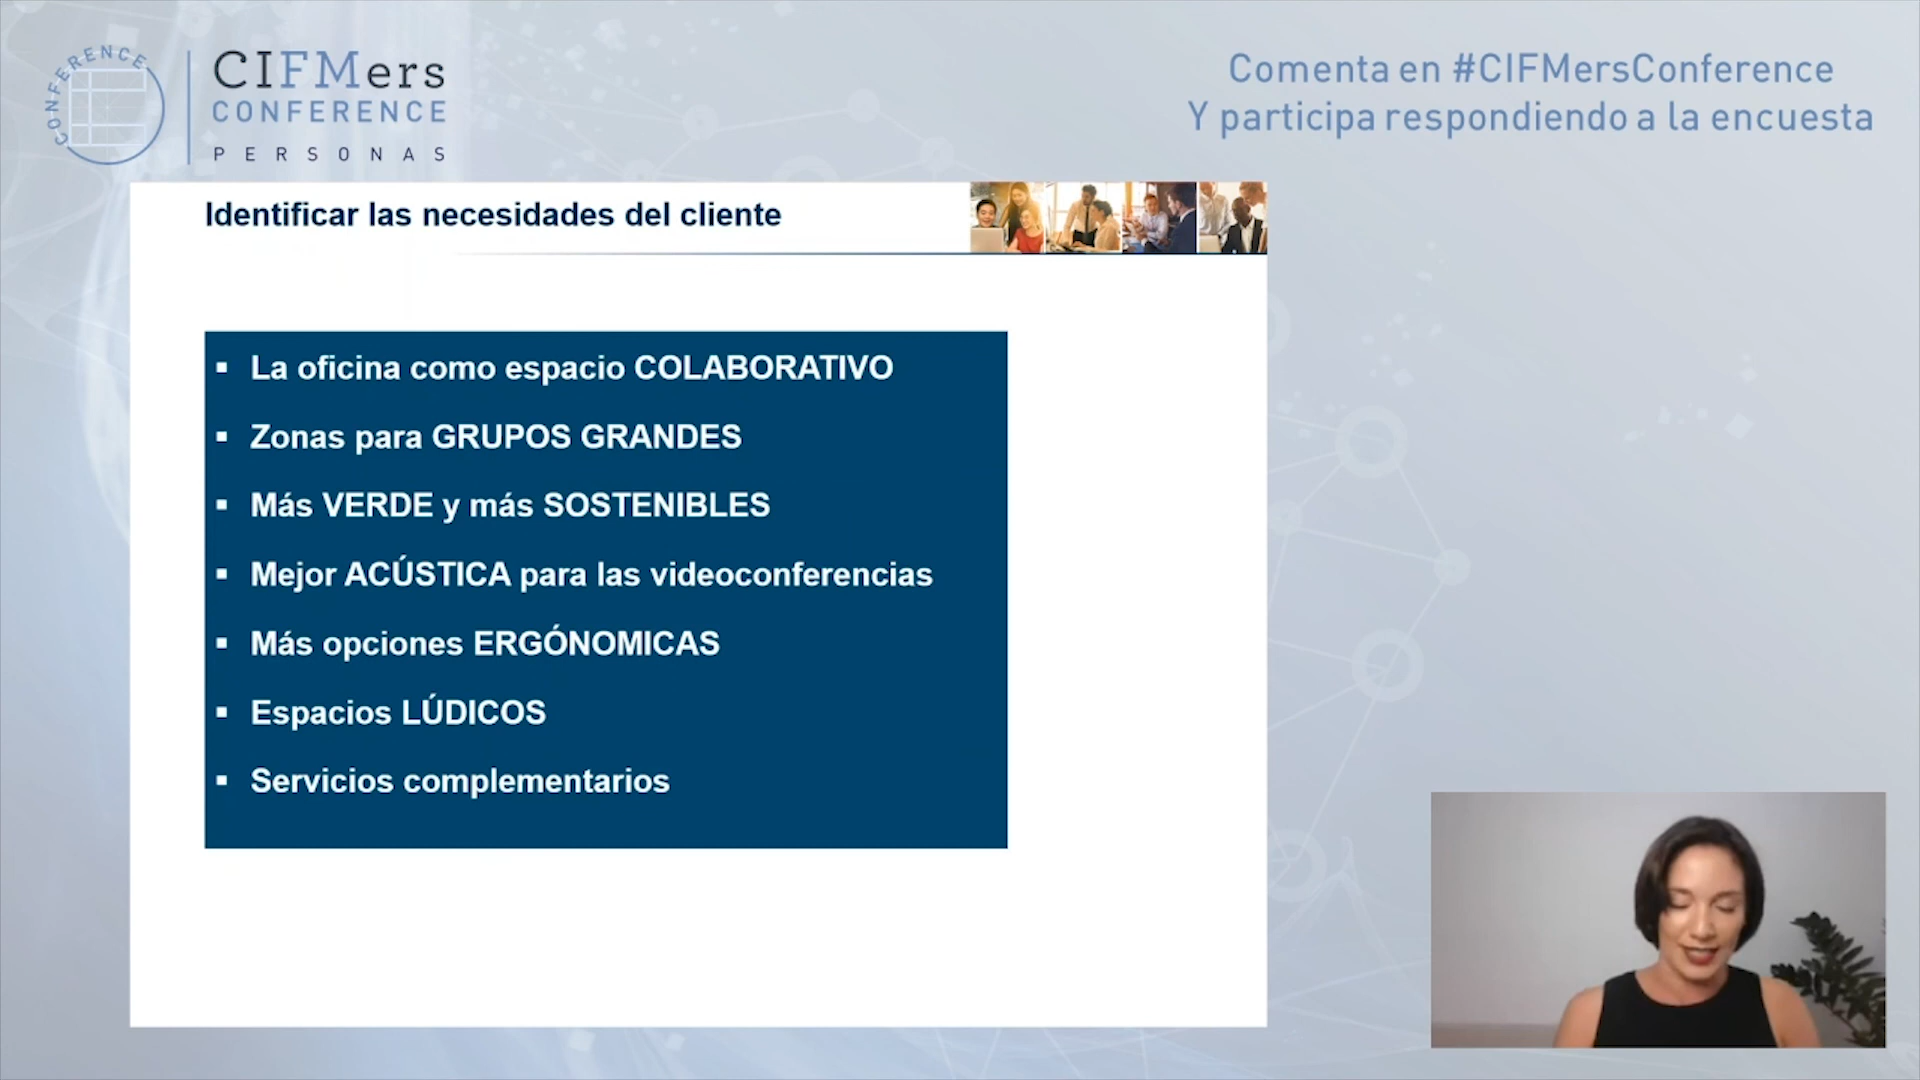 CONFERENCE
CIFMers
CONFERENCE
PERSONAS
Comenta en #CIFMersConference
Y participa respondiendo a la encuesta
Identificar las necesidades del cliente
▪ La oficina como espacio COLABORATIVO
▪ Zonas para GRUPOS GRANDES
▪ Más VERDE y más SOSTENIBLES
▪ Mejor ACÚSTICA para las videoconferencias
▪ Más opciones ERGÓNOMICAS
▪ Espacios LÚDICOS
▪ Servicios complementarios